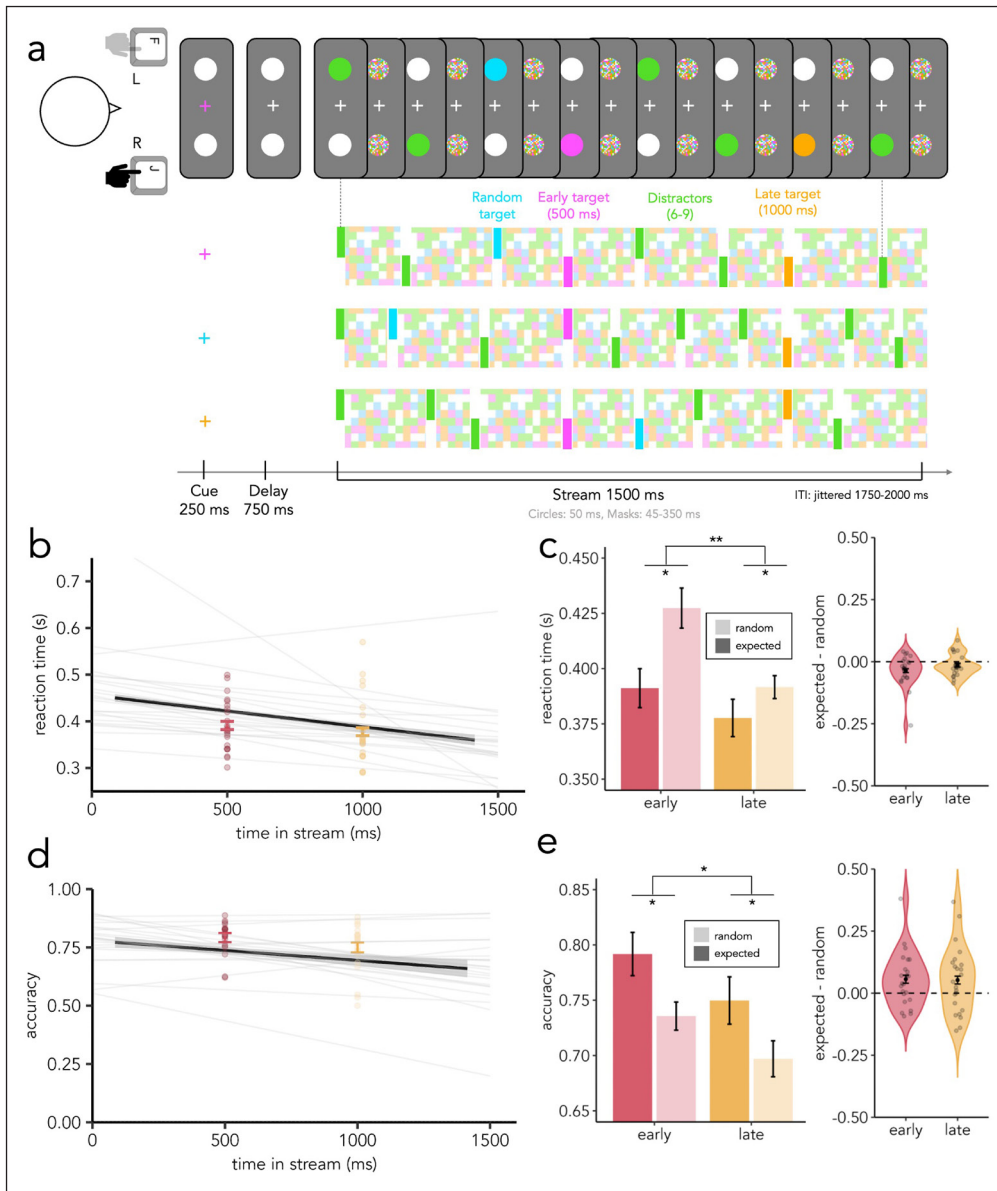 a
F
L
R
J
Random
target
Early target
(500 ms)
Distractors
(6-9)
Late target
(1000 ms)
Cue
250 ms
Delay
750 ms
Stream 1500 ms
Circles: 50 ms, Masks: 45-350 ms
ITI: jittered 1750-2000 ms
b
reaction time (s)
0.7
0.6
0.5
0.4
0.3
0
500
1000
1500
time in stream (ms)
c
reaction time (s)
0.450
0.425
0.400
0.375
0.350
**
*
*
random
expected
early
late
expected - random
0.50
0.25
-0.00
-0.25
-0.50
early
late
d
accuracy
1.00
0.75
0.50
0.25
0.00
0
500
1000
1500
time in stream (ms)
e
accuracy
0.85
0.80
0.75
0.70
0.65
*
*
*
random
expected
early
late
expected - random
0.50
0.25
0.00
-0.25
-0.50
early
late